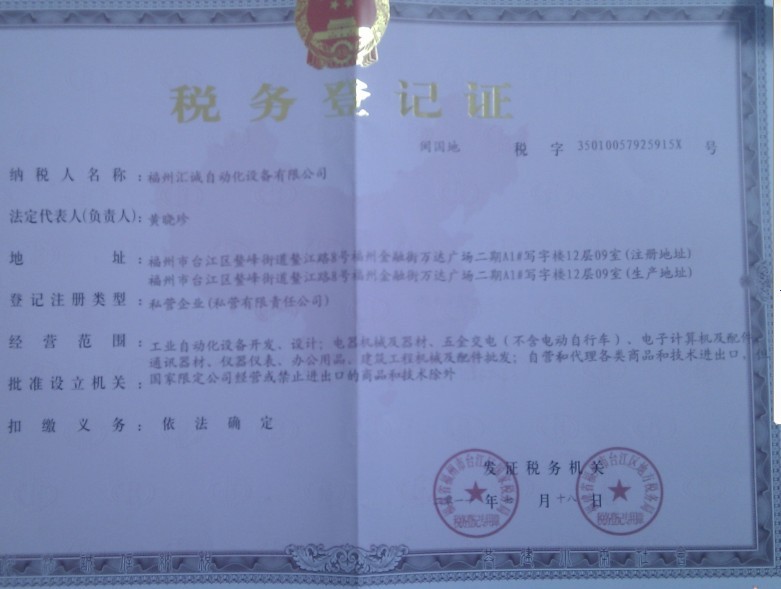 税务登记证
闽国地 税 字 35010057925915X 号
纳税人名称：福州汇诚自动化设备有限公司
法定代表人(负责人)：黄晓珍
地 址：福州市台江区鳌峰街道鳌江路8号福州金融街万达广场二期A1#写字楼12层09室(注册地址)
福州市台江区鳌峰街道鳌江路8号福州金融街万达广场二期A1#写字楼12层09室(生产地址)
登记注册类型：私营企业(私营有限责任公司)
经营范围：工业自动化设备开发、设计；电器机械及器材、五金交电（不含电动自行车）、电子计算机及配件、
通讯器材、仪器仪表、办公用品、建筑工程机械及配件批发；自营和代理各类商品和技术进出口，但
国家限定公司经营或禁止进出口的商品和技术除外
批准设立机关：
扣缴义务：依法确定
发证税务机关
年 月 十八 日